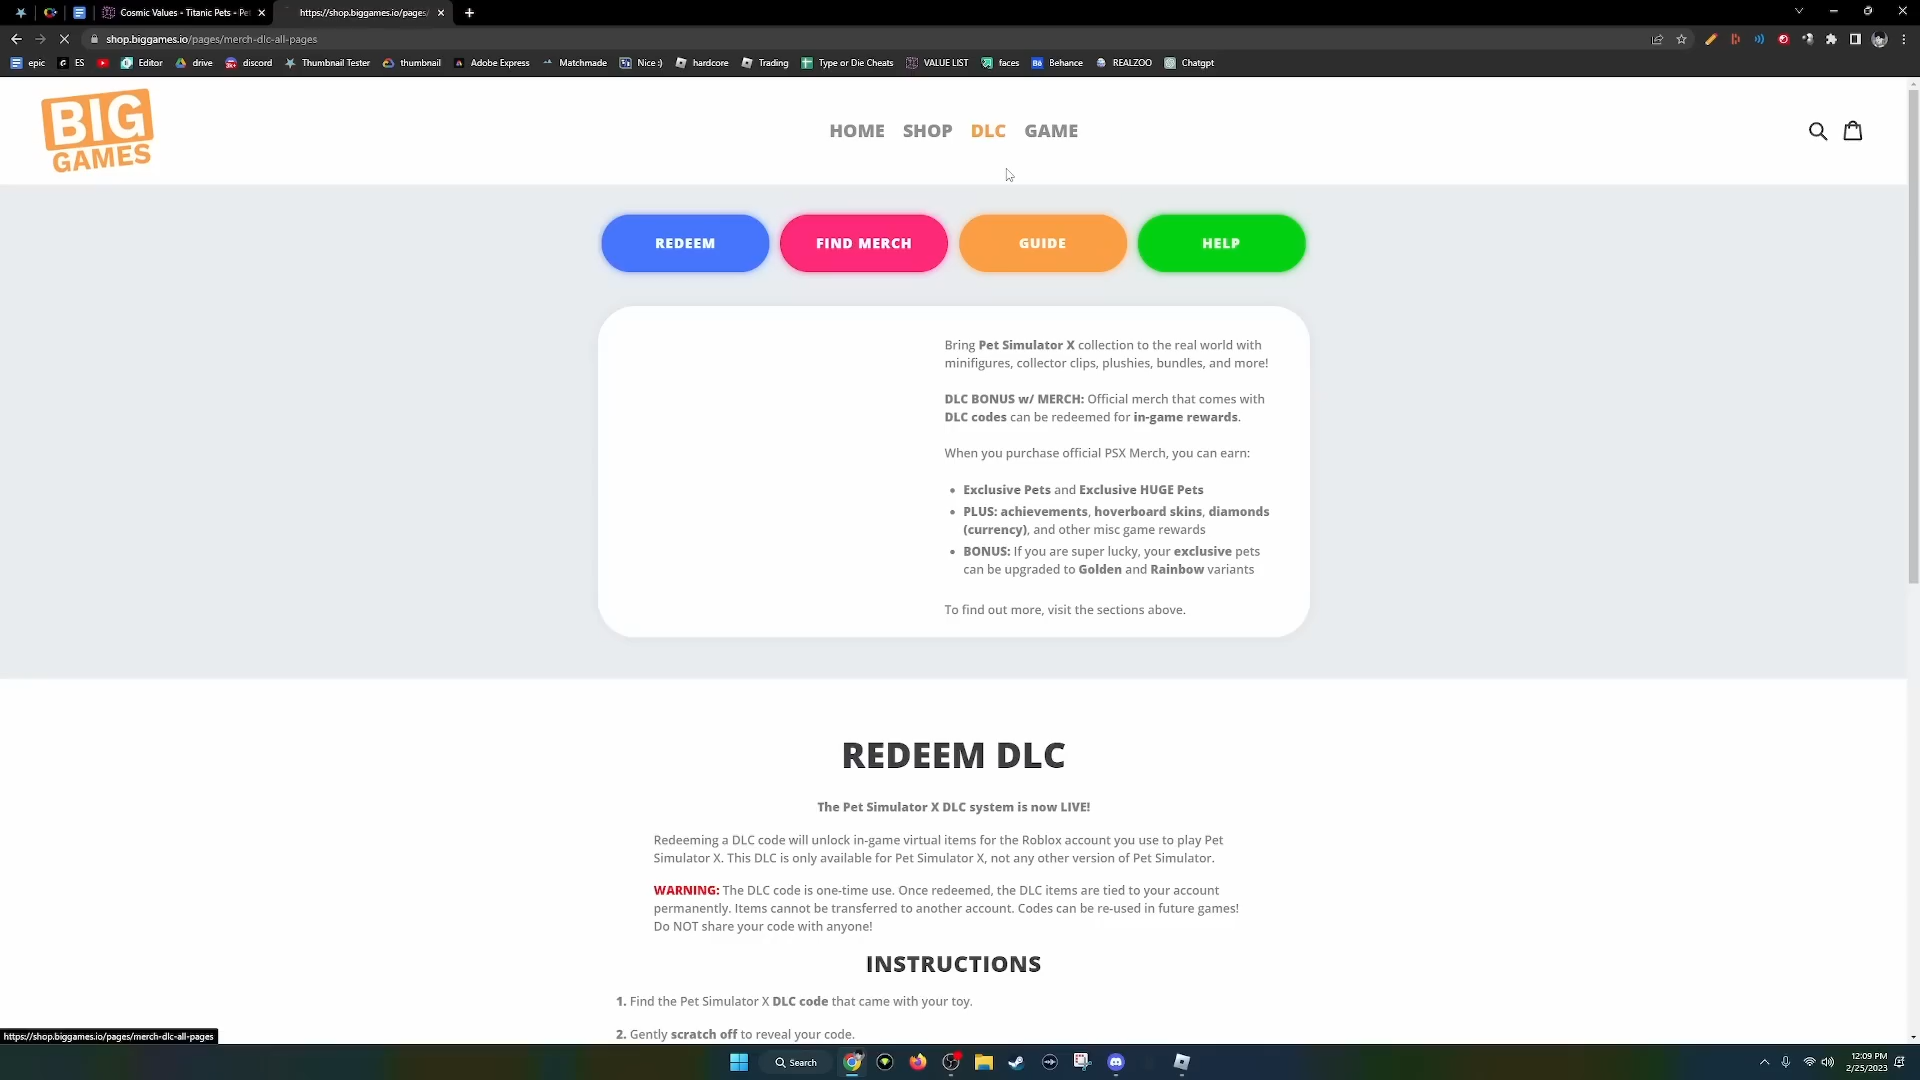 Cosmic Values - Titanic Pets - Pe
https://shop.biggames.io/pages/
shop.biggames.io/pages/merch-dlc-all-pages
epic ES Editor drive discord Thumbnail Tester thumbnail Adobe Express Matchmade Nice :) hardcore Trading Type or Die Cheats VALUE LIST faces Behance REALZOO Chatgpt
BIG
GAMES
HOME SHOP DLC GAME
REDEEM FIND MERCH GUIDE HELP
Bring Pet Simulator X collection to the real world with
minifigures, collector clips, plushies, bundles, and more!
DLC BONUS w/ MERCH: Official merch that comes with
DLC codes can be redeemed for in-game rewards.
When you purchase official PSX Merch, you can earn:
• Exclusive Pets and Exclusive HUGE Pets
• PLUS: achievements, hoverboard skins, diamonds
(currency), and other misc game rewards
• BONUS: If you are super lucky, your exclusive pets
can be upgraded to Golden and Rainbow variants
To find out more, visit the sections above.
REDEEM DLC
The Pet Simulator X DLC system is now LIVE!
Redeeming a DLC code will unlock in-game virtual items for the Roblox account you use to play Pet
Simulator X. This DLC is only available for Pet Simulator X, not any other version of Pet Simulator.
WARNING: The DLC code is one-time use. Once redeemed, the DLC items are tied to your account
permanently. Items cannot be transferred to another account. Codes can be re-used in future games!
Do NOT share your code with anyone!
INSTRUCTIONS
1. Find the Pet Simulator X DLC code that came with your toy.
2. Gently scratch off to reveal your code.
https://shop.biggames.io/pages/merch-dlc-all-pages
Search
12:09 PM
2/25/2023